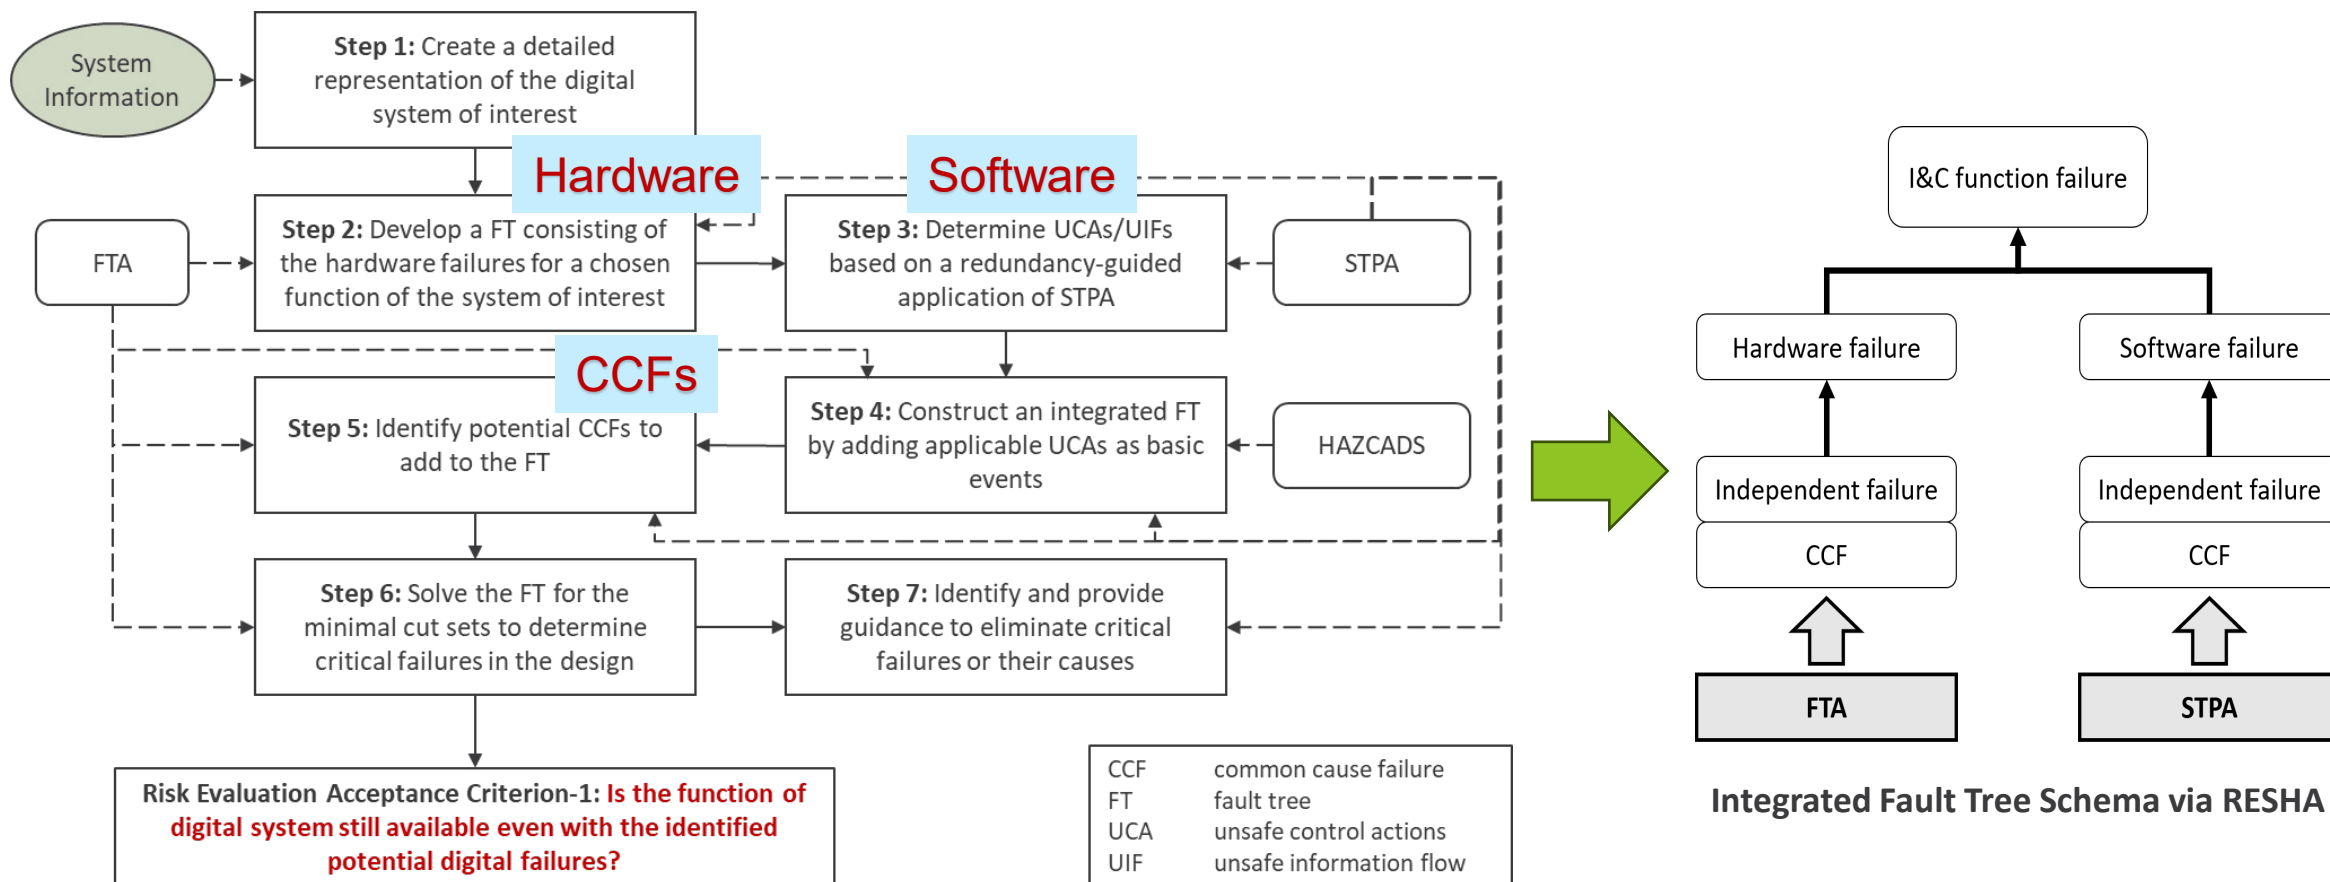 System
Information
Step 1: Create a detailed
representation of the digital
system of interest
Hardware
Software
FTA
Step 2: Develop a FT consisting of
the hardware failures for a chosen
function of the system of interest
Step 3: Determine UCAs/UIFs
based on a redundancy-guided
application of STPA
STPA
CCFs
Step 5: Identify potential CCFs to
add to the FT
Step 4: Construct an integrated FT
by adding applicable UCAs as basic
events
HAZCADS
Step 6: Solve the FT for the
minimal cut sets to determine
critical failures in the design
Step 7: Identify and provide
guidance to eliminate critical
failures or their causes
Risk Evaluation Acceptance Criterion-1: Is the function of
digital system still available even with the identified
potential digital failures?
CCF common cause failure
FT fault tree
UCA unsafe control actions
UIF unsafe information flow
I&C function failure
Hardware failure
Software failure
Independent failure
Independent failure
CCF
CCF
FTA
STPA
Integrated Fault Tree Schema via RESHA